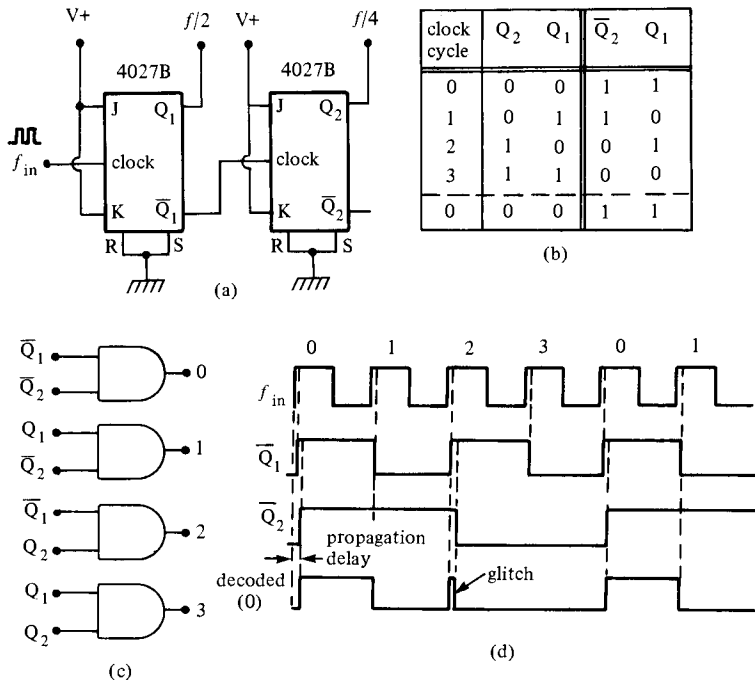 V+ f/2 V+ f/4
4027B 4027B
J Q₁ J Q₂
f in clock clock
K Q̅₁ K Q̅₂
R S R S
(a)
clock cycle Q₂ Q₁ Q̅₂ Q₁
0 0 0 1 1
1 0 1 1 0
2 1 0 0 1
3 1 1 0 0
0 0 0 1 1
(b)
Q̅₁ 0
Q̅₂
Q₁ 1
Q̅₂
Q̅₁ 2
Q₂
Q₁ 3
Q₂
(c)
0 1 2 3 0 1
f in
Q̅₁
Q̅₂
propagation
delay
decoded
(0)
glitch
(d)